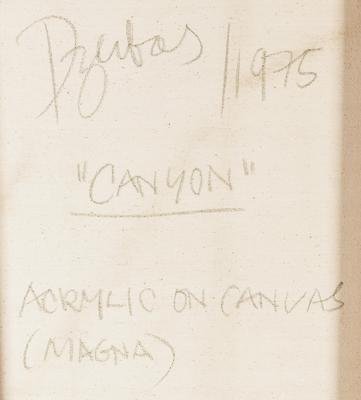 Dzubas /1975
"CANYON"
ACRYLIC ON CANVAS
(MAGNA)